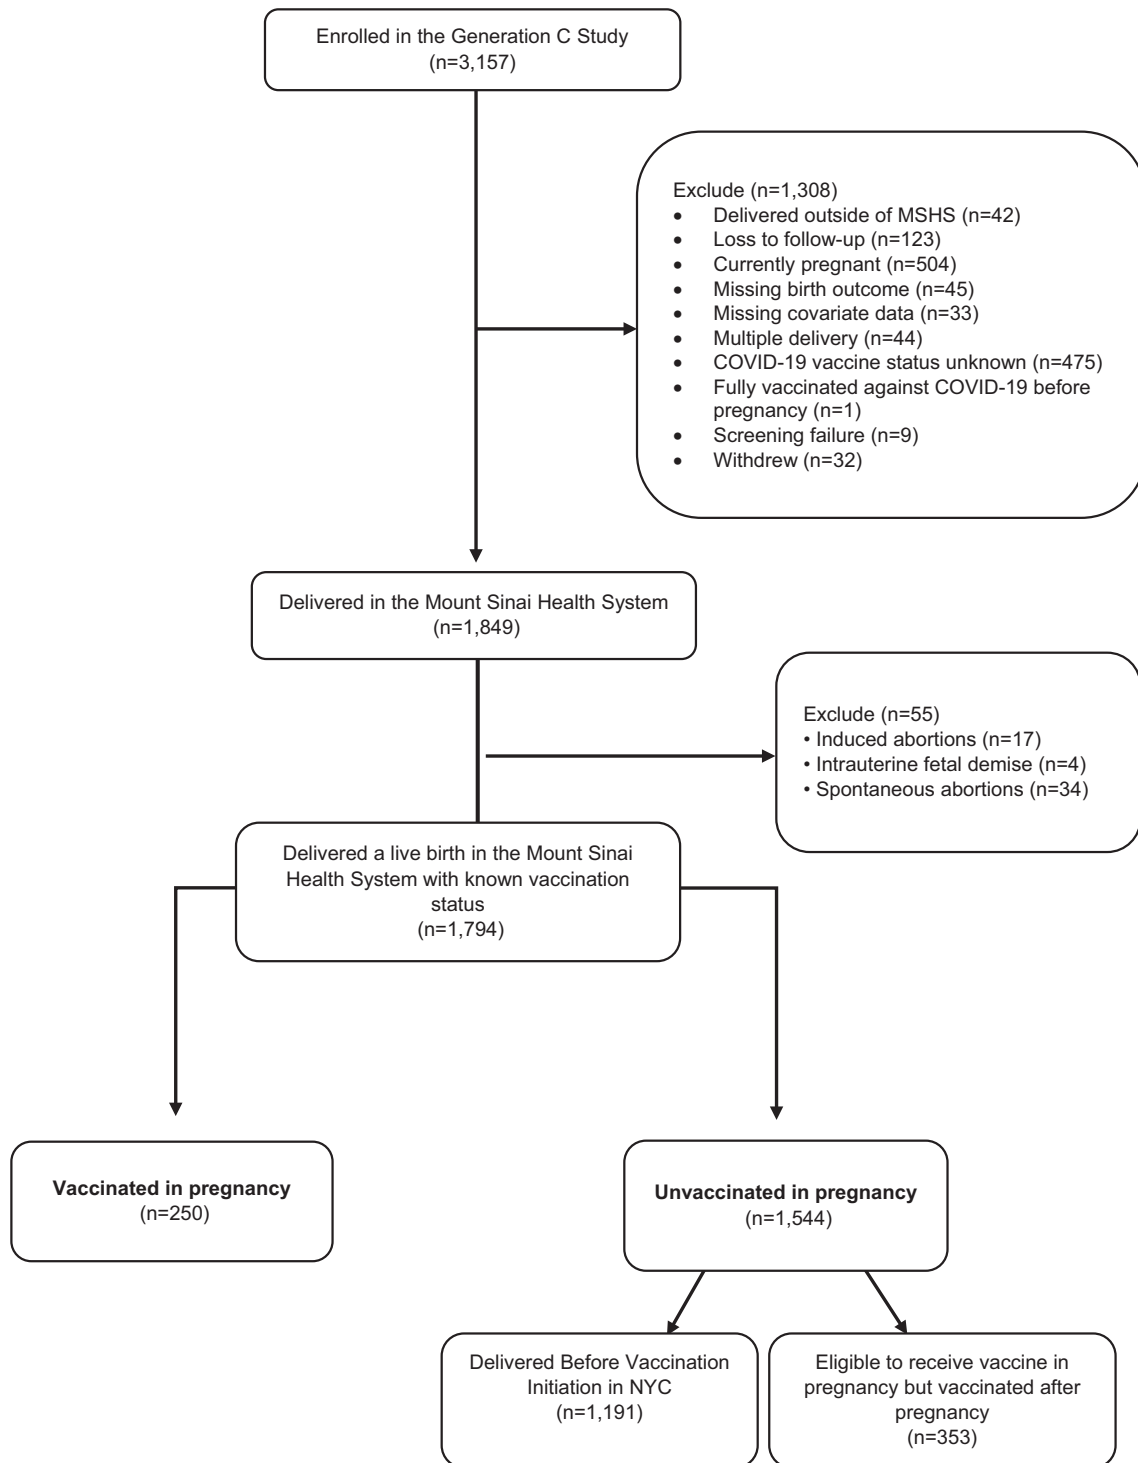 Enrolled in the Generation C Study
(n=3,157)
Exclude (n=1,308)
• Delivered outside of MSHS (n=42)
• Loss to follow-up (n=123)
• Currently pregnant (n=504)
• Missing birth outcome (n=45)
• Missing covariate data (n=33)
• Multiple delivery (n=44)
• COVID-19 vaccine status unknown (n=475)
• Fully vaccinated against COVID-19 before
pregnancy (n=1)
• Screening failure (n=9)
• Withdrew (n=32)
Delivered in the Mount Sinai Health System
(n=1,849)
Exclude (n=55)
• Induced abortions (n=17)
• Intrauterine fetal demise (n=4)
• Spontaneous abortions (n=34)
Delivered a live birth in the Mount Sinai
Health System with known vaccination
status
(n=1,794)
Vaccinated in pregnancy
(n=250)
Unvaccinated in pregnancy
(n=1,544)
Delivered Before Vaccination
Initiation in NYC
(n=1,191)
Eligible to receive vaccine in
pregnancy but vaccinated after
pregnancy
(n=353)